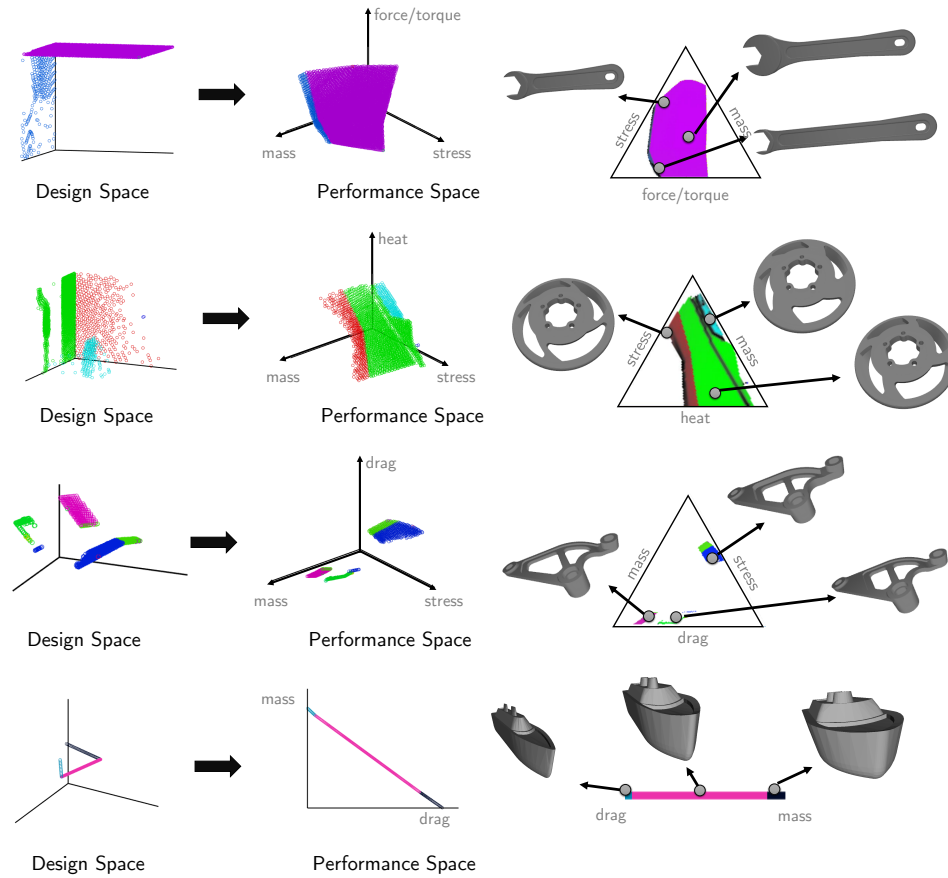 force/torque
mass
stress
stress
mass
force/torque
Design Space
Performance Space
heat
mass
stress
stress
mass
heat
Design Space
Performance Space
drag
mass
stress
mass
stress
drag
Design Space
Performance Space
mass
drag
drag
mass
Design Space
Performance Space